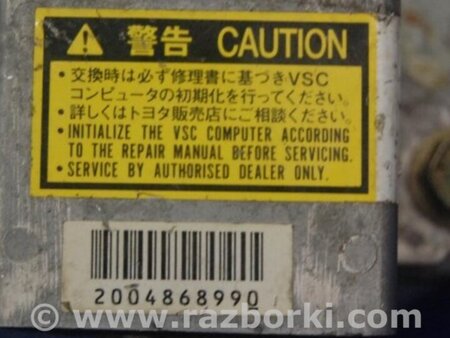 警告 CAUTION
・交換時は必ず修理書に基づきVSC
コンピュータの初期化を行ってください。
・詳しくはトヨタ販売店にご相談ください。
・INITIALIZE THE VSC COMPUTER ACCORDING
TO THE REPAIR MANUAL BEFORE SERVICING.
・SERVICE BY AUTHORISED DEALER ONLY.
2004868990
www.razborki.com